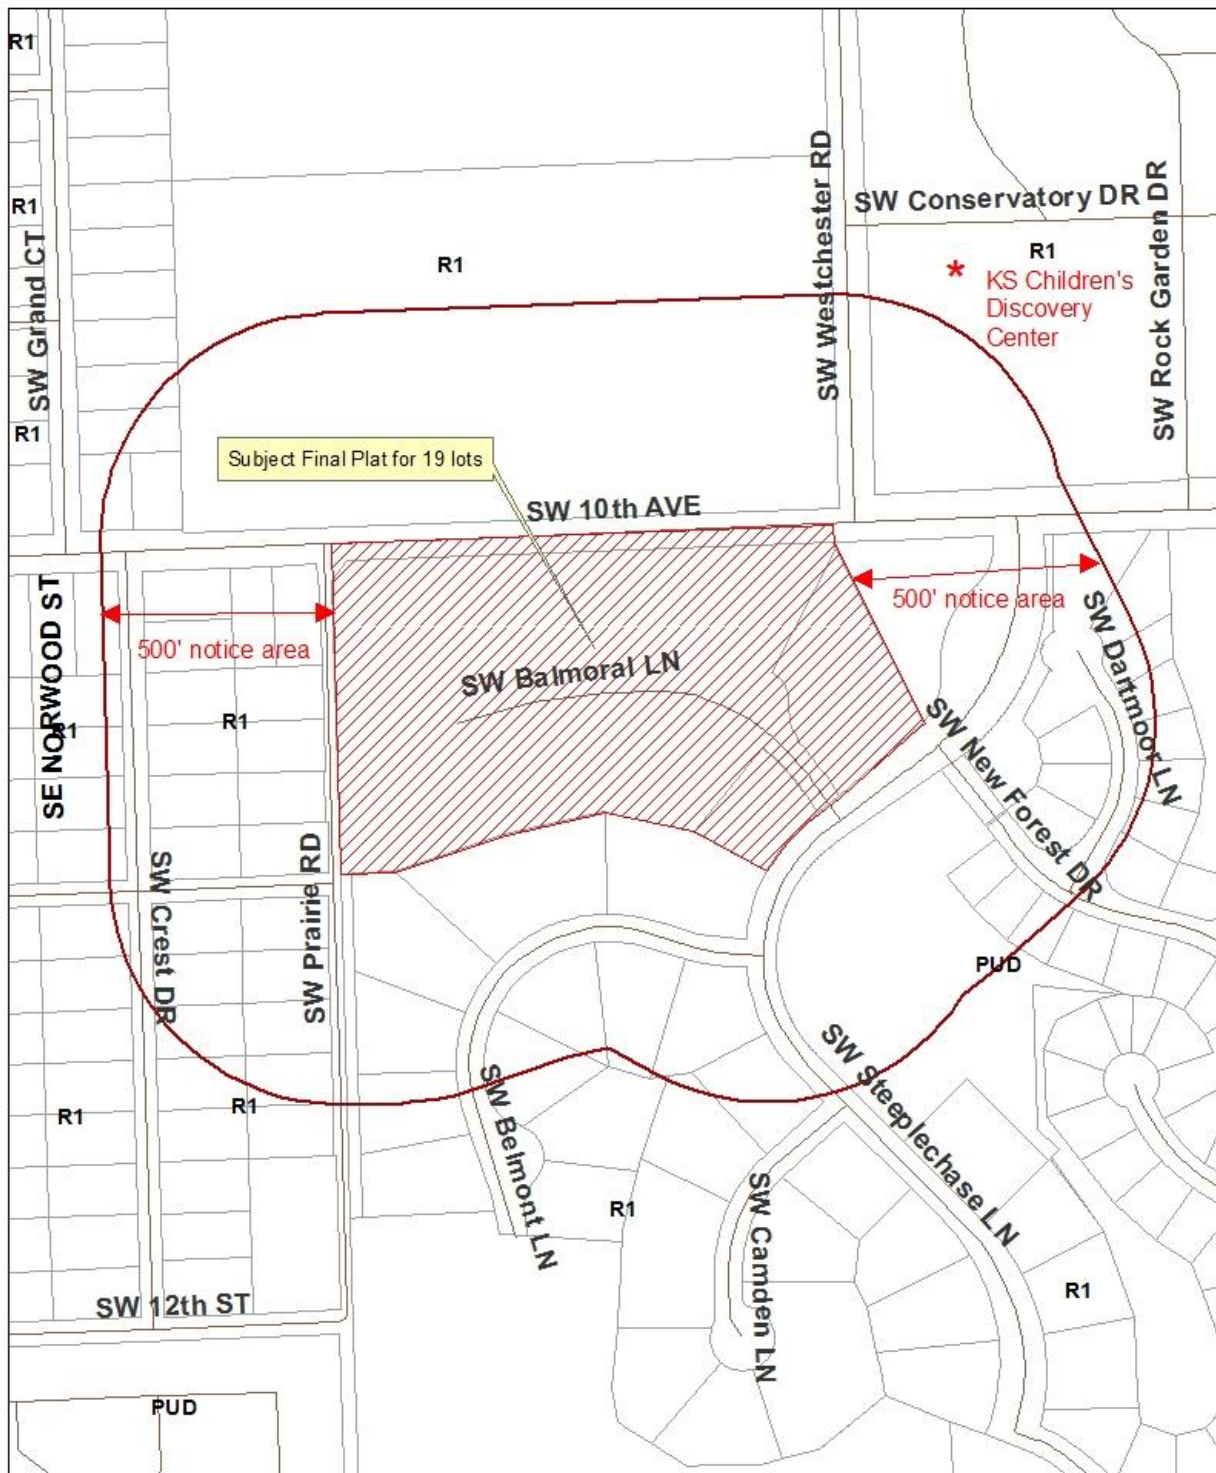 R1
SW Conservatory DR
R1
SW Westchester RD
SW Rock Garden DR
R1
SW Grand CT
R1
* KS Children's
Discovery
Center
R1
Subject Final Plat for 19 lots
SW 10th AVE
500' notice area
500' notice area
SE NORWOOD ST
SW Balmoral LN
SW Dartmoor LN
R1
R1
SW New Forest DR
SW Crest DR
SW Prairie RD
PUD
SW Steeplechase LN
SW Belmont LN
R1
R1
R1
SW Camden LN
R1
SW 12th ST
PUD